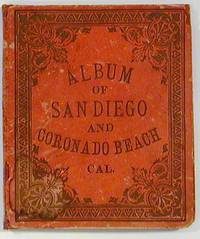 ALBUM
OF
SAN DIEGO
AND
CORONADO BEACH
CAL.